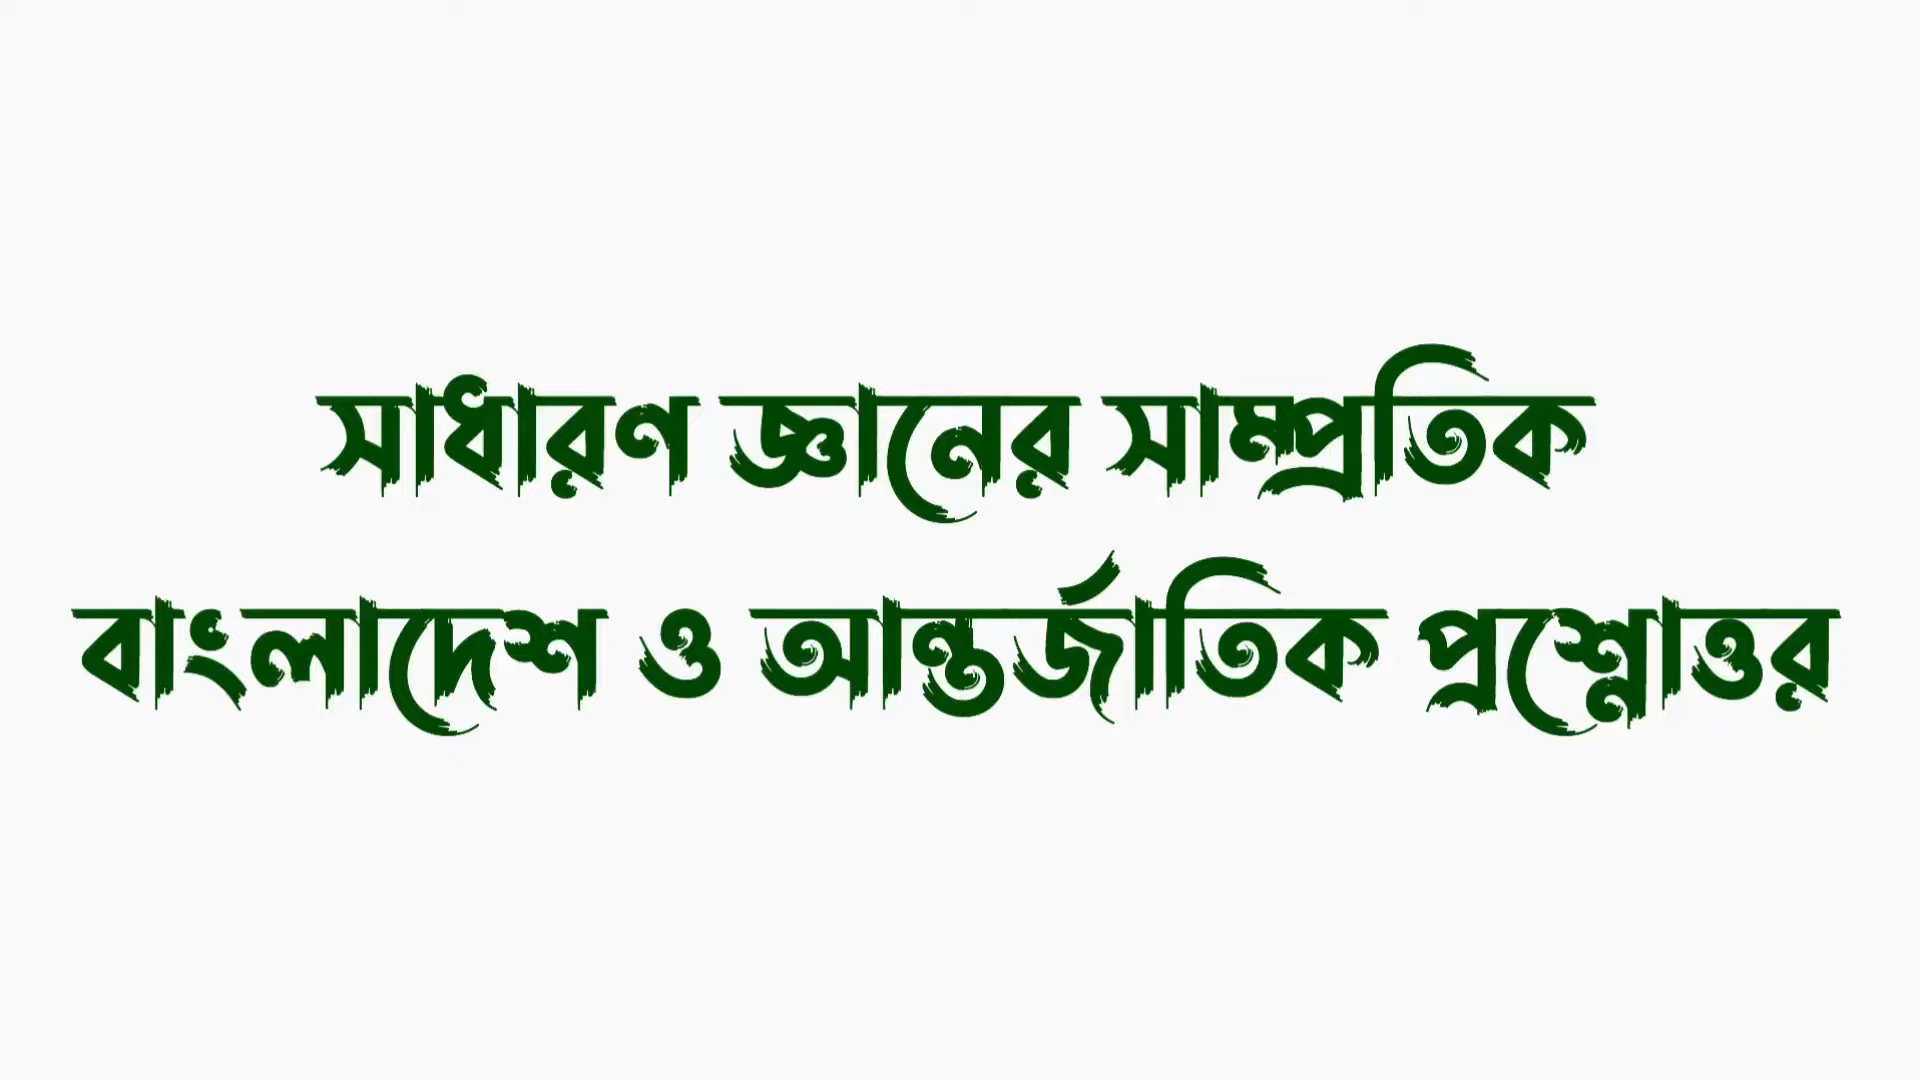 সাধারণ জ্ঞানের সাম্প্রতিক
বাংলাদেশ ও আন্তর্জাতিক প্রশ্নোত্তর